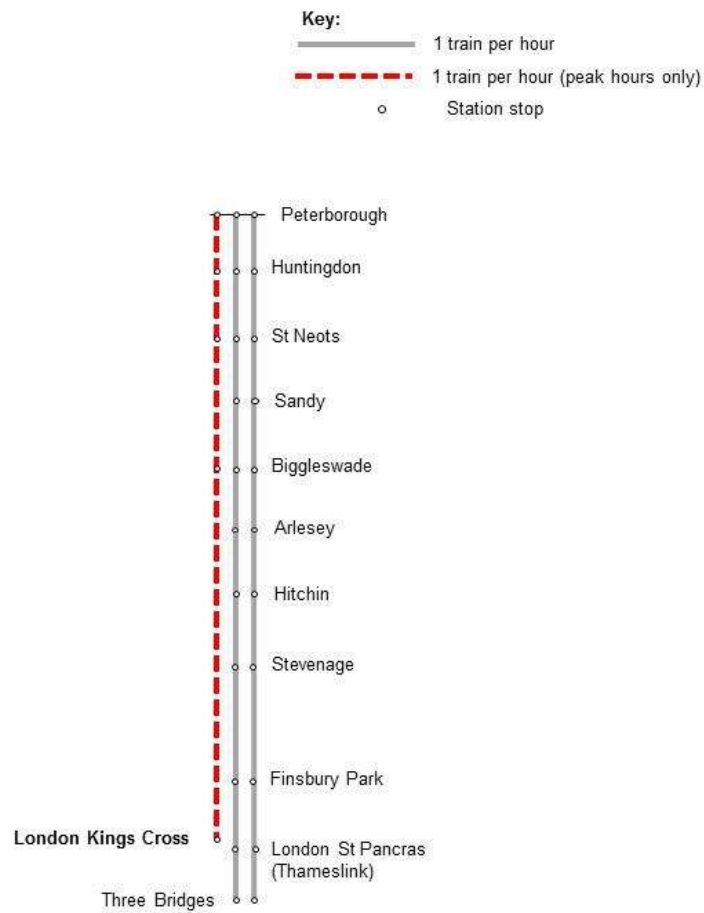 Key:
1 train per hour
1 train per hour (peak hours only)
Station stop
Peterborough
Huntingdon
St Neots
Sandy
Biggleswade
Arlesey
Hitchin
Stevenage
Finsbury Park
London Kings Cross
London St Pancras
(Thameslink)
Three Bridges